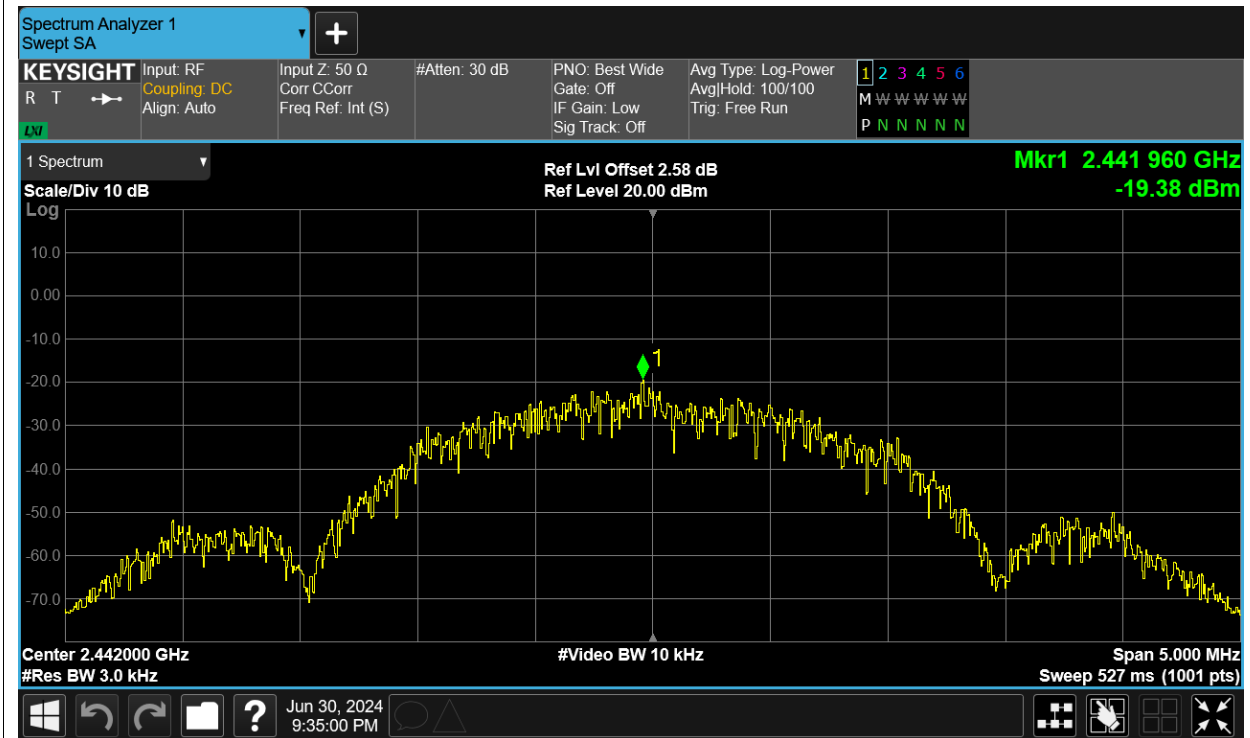 Spectrum Analyzer 1
Swept SA
KEYSIGHT
R T
LXI
Input: RF
Coupling: DC
Align: Auto
Input Z: 50 Ω
Corr CCorr
Freq Ref: Int (S)
#Atten: 30 dB
PNO: Best Wide
Gate: Off
IF Gain: Low
Sig Track: Off
Avg Type: Log-Power
Avg|Hold: 100/100
Trig: Free Run
1 2 3 4 5 6
M W W W W W
P N N N N N
1 Spectrum
Scale/Div 10 dB
Log
Ref Lvl Offset 2.58 dB
Ref Level 20.00 dBm
Mkr1 2.441 960 GHz
-19.38 dBm
10.0
0.00
-10.0
1
-20.0
-30.0
-40.0
-50.0
-60.0
-70.0
Center 2.442000 GHz
#Res BW 3.0 kHz
#Video BW 10 kHz
Span 5.000 MHz
Sweep 527 ms (1001 pts)
?
Jun 30, 2024
9:35:00 PM